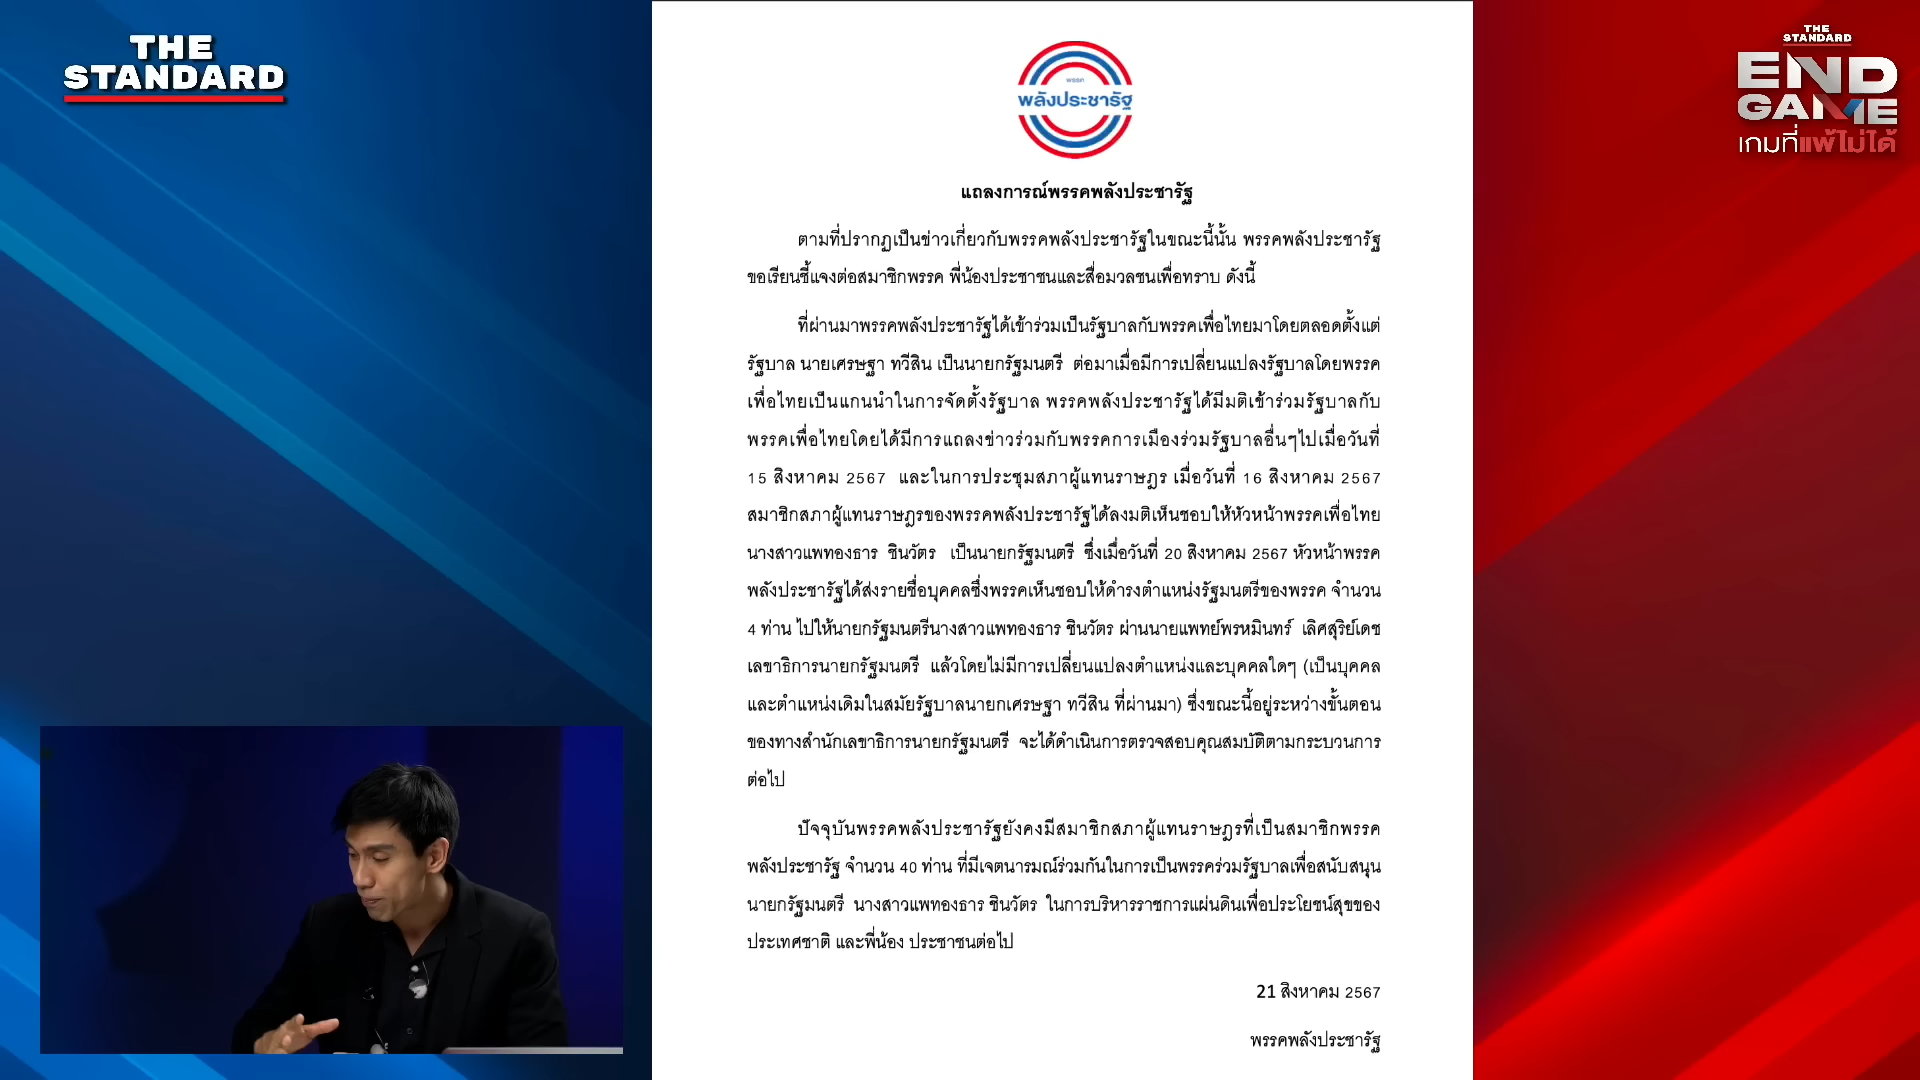 THE
STANDARD
THE
STANDARD
END
GAME
เกมที่แพ้ไม่ได้
พรรค
พลังประชารัฐ
แถลงการณ์พรรคพลังประชารัฐ
ตามที่ปรากฏเป็นข่าวเกี่ยวกับพรรคพลังประชารัฐในขณะนี้นั้น พรรคพลังประชารัฐ
ขอเรียนชี้แจงต่อสมาชิกพรรค พี่น้องประชาชนและสื่อมวลชนเพื่อทราบ ดังนี้
ที่ผ่านมาพรรคพลังประชารัฐได้เข้าร่วมเป็นรัฐบาลกับพรรคเพื่อไทยมาโดยตลอดตั้งแต่
รัฐบาล นายเศรษฐา ทวีสิน เป็นนายกรัฐมนตรี ต่อมาเมื่อมีการเปลี่ยนแปลงรัฐบาลโดยพรรค
เพื่อไทยเป็นแกนนำในการจัดตั้งรัฐบาล พรรคพลังประชารัฐได้มีมติเข้าร่วมรัฐบาลกับ
พรรคเพื่อไทยโดยได้มีการแถลงข่าวร่วมกับพรรคการเมืองร่วมรัฐบาลอื่นๆไปเมื่อวันที่
15 สิงหาคม 2567 และในการประชุมสภาผู้แทนราษฎร เมื่อวันที่ 16 สิงหาคม 2567
สมาชิกสภาผู้แทนราษฎรของพรรคพลังประชารัฐได้ลงมติเห็นชอบให้หัวหน้าพรรคเพื่อไทย
นางสาวแพทองธาร ชินวัตร เป็นนายกรัฐมนตรี ซึ่งเมื่อวันที่ 20 สิงหาคม 2567 หัวหน้าพรรค
พลังประชารัฐได้ส่งรายชื่อบุคคลซึ่งพรรคเห็นชอบให้ดำรงตำแหน่งรัฐมนตรีของพรรค จำนวน
4 ท่าน ไปให้นายกรัฐมนตรีนางสาวแพทองธาร ชินวัตร ผ่านนายแพทย์พรหมินทร์ เลิศสุริย์เดช
เลขาธิการนายกรัฐมนตรี แล้วโดยไม่มีการเปลี่ยนแปลงตำแหน่งและบุคคลใดๆ (เป็นบุคคล
และตำแหน่งเดิมในสมัยรัฐบาลนายกเศรษฐา ทวีสิน ที่ผ่านมา) ซึ่งขณะนี้อยู่ระหว่างขั้นตอน
ของทางสำนักเลขาธิการนายกรัฐมนตรี จะได้ดำเนินการตรวจสอบคุณสมบัติตามกระบวนการ
ต่อไป
ปัจจุบันพรรคพลังประชารัฐยังคงมีสมาชิกสภาผู้แทนราษฎรที่เป็นสมาชิกพรรค
พลังประชารัฐ จำนวน 40 ท่าน ที่มีเจตนารมณ์ร่วมกันในการเป็นพรรคร่วมรัฐบาลเพื่อสนับสนุน
นายกรัฐมนตรี นางสาวแพทองธาร ชินวัตร ในการบริหารราชการแผ่นดินเพื่อประโยชน์สุขของ
ประเทศชาติ และพี่น้อง ประชาชนต่อไป
21 สิงหาคม 2567
พรรคพลังประชารัฐ